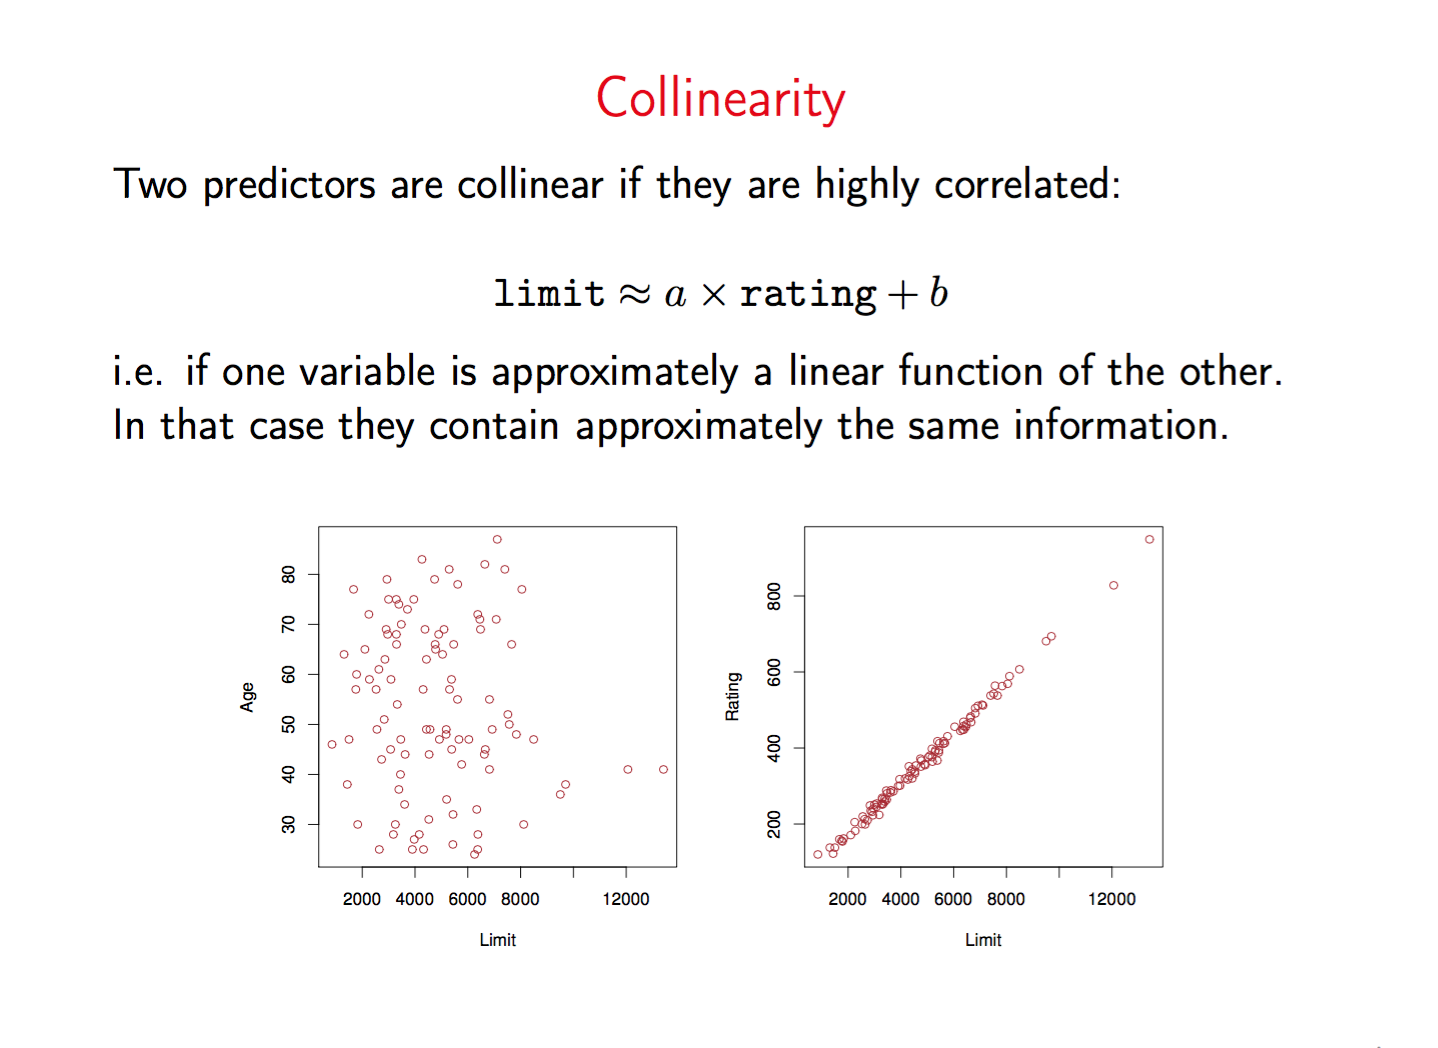 Collinearity
Two predictors are collinear if they are highly correlated:
limit ≈ a × rating + b
i.e. if one variable is approximately a linear function of the other.
In that case they contain approximately the same information.
Age
80
70
60
50
40
30
2000 4000 6000 8000 12000
Limit
Rating
800
600
400
200
2000 4000 6000 8000 12000
Limit